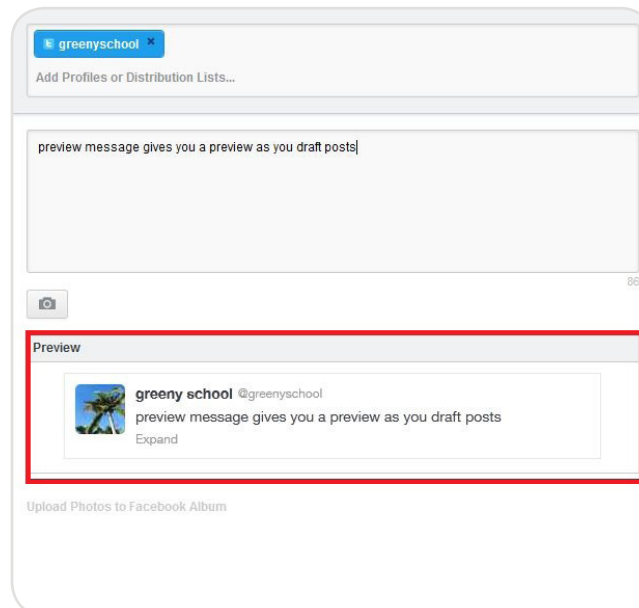 greenyschool ×
Add Profiles or Distribution Lists...
preview message gives you a preview as you draft posts
86
Preview
greeny school @greenyschool
preview message gives you a preview as you draft posts
Expand
Upload Photos to Facebook Album